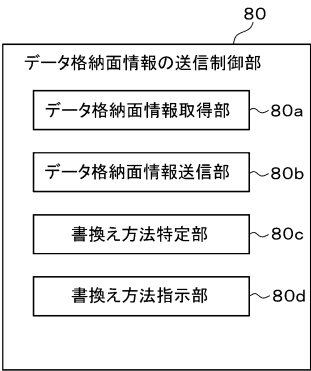 80
データ格納面情報の送信制御部
データ格納面情報取得部 80a
データ格納面情報送信部 80b
書換え方法特定部 80c
書換え方法指示部 80d